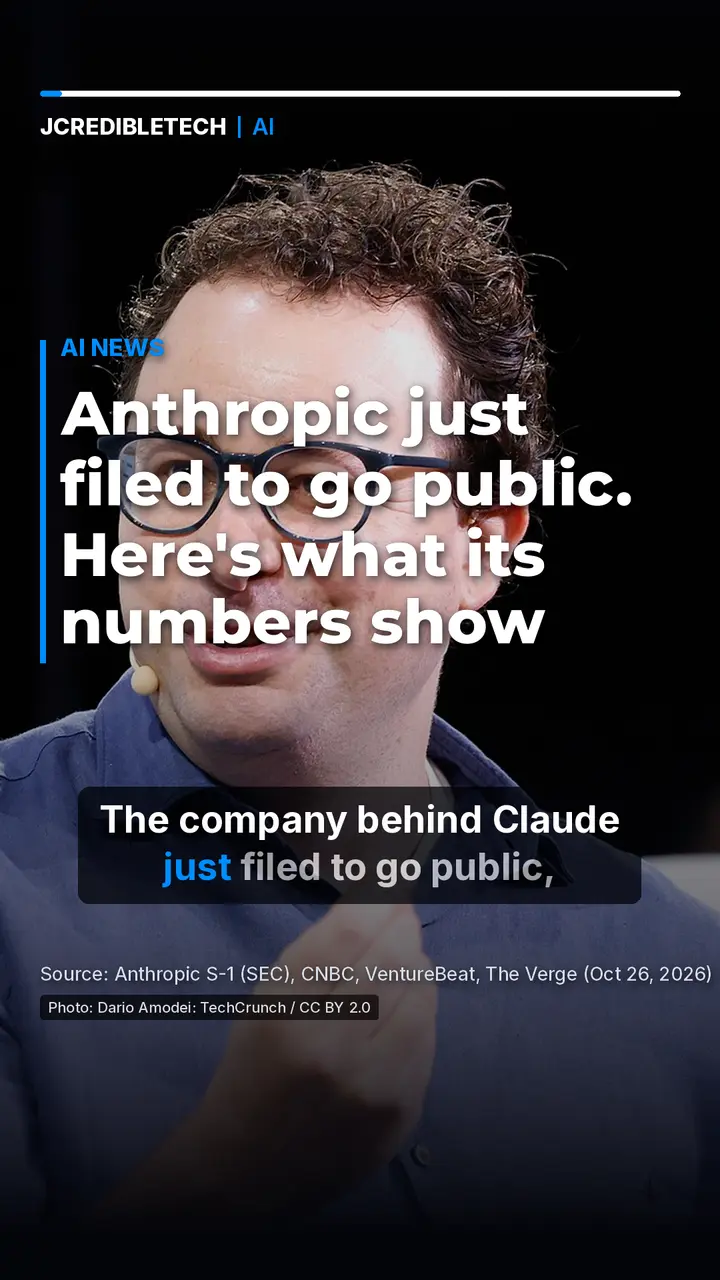 JCREDIBLETECH | AI
AI NEWS
Anthropic just
filed to go public.
Here's what its
numbers show
The company behind Claude
just filed to go public,
Source: Anthropic S-1 (SEC), CNBC, VentureBeat, The Verge (Oct 26, 2026)
Photo: Dario Amodei: TechCrunch / CC BY 2.0